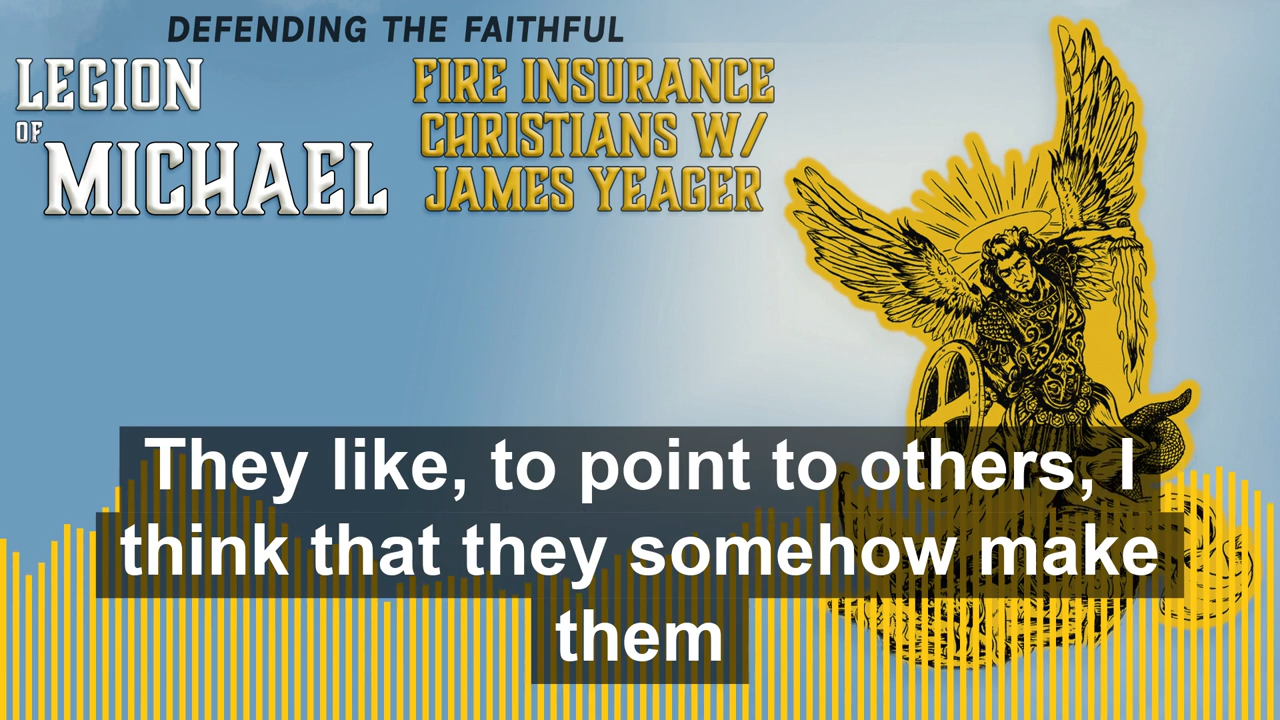 DEFENDING THE FAITHFUL
LEGION
OF
MICHAEL
FIRE INSURANCE
CHRISTIANS W/
JAMES YEAGER
They like, to point to others, I
think that they somehow make
them